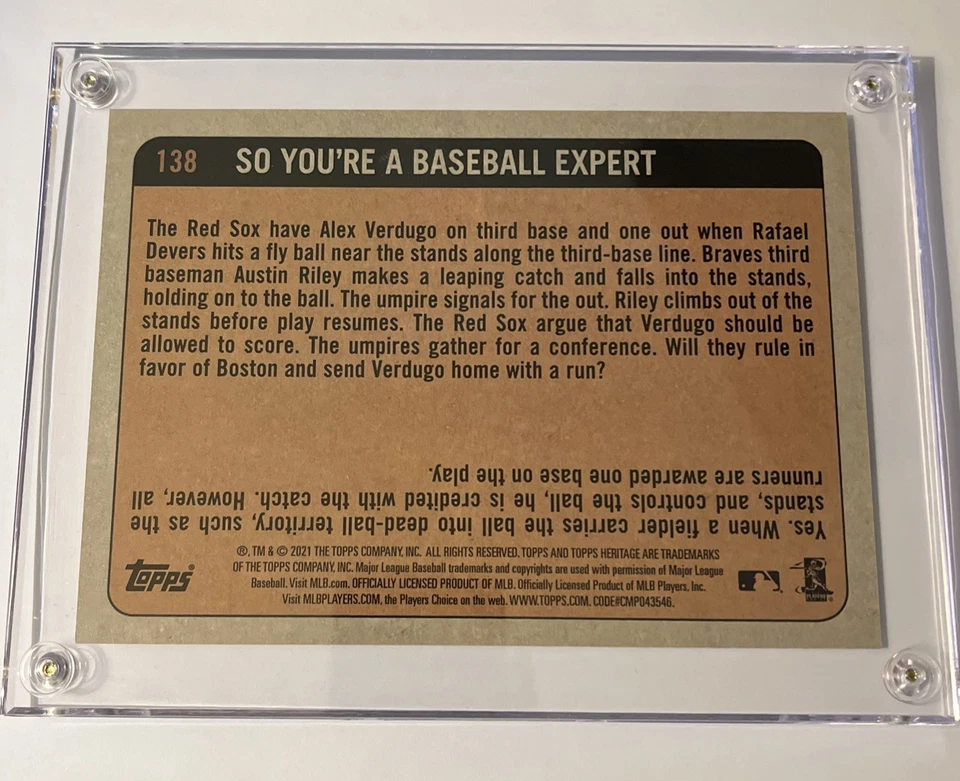 138 SO YOU'RE A BASEBALL EXPERT
The Red Sox have Alex Verdugo on third base and one out when Rafael
Devers hits a fly ball near the stands along the third-base line. Braves third
baseman Austin Riley makes a leaping catch and falls into the stands,
holding on to the ball. The umpire signals for the out. Riley climbs out of the
stands before play resumes. The Red Sox argue that Verdugo should be
allowed to score. The umpires gather for a conference. Will they rule in
favor of Boston and send Verdugo home with a run?
Yes. When a fielder carries the ball into dead-ball territory, such as the
stands, and controls the ball, he is credited with the catch. However, all
runners are awarded one base on the play.
®, TM & © 2021 THE TOPPS COMPANY, INC. ALL RIGHTS RESERVED. TOPPS AND TOPPS HERITAGE ARE TRADEMARKS
OF THE TOPPS COMPANY, INC. Major League Baseball trademarks and copyrights are used with permission of Major League
Baseball. Visit MLB.com. OFFICIALLY LICENSED PRODUCT OF MLB. Officially Licensed Product of MLB Players, Inc.
Visit MLBPLAYERS.COM, the Players Choice on the web. WWW.TOPPS.COM. CODE#CMP043546.
TOPPS®